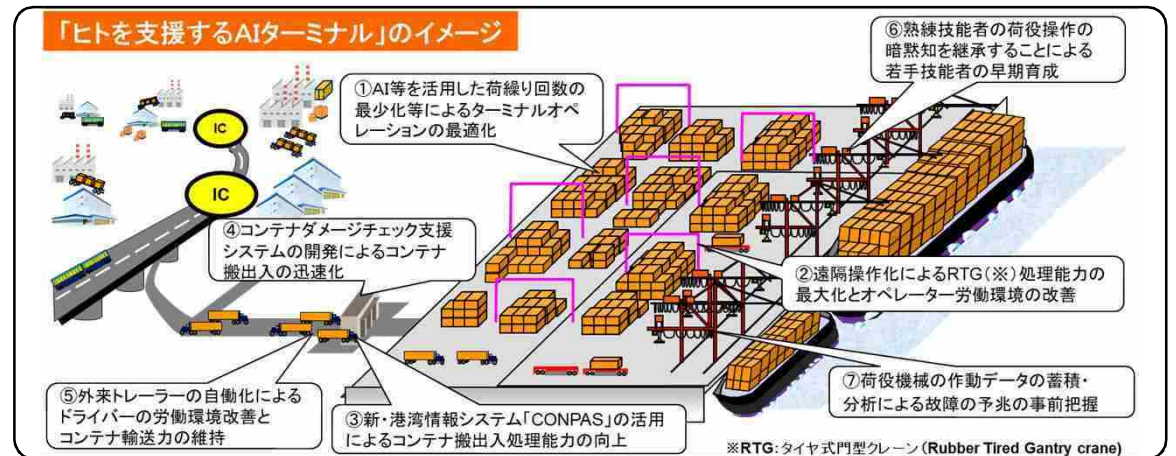 「ヒトを支援するAIターミナル」のイメージ
①AI等を活用した荷繰り回数の
最少化等によるターミナルオペ
レーションの最適化
⑥熟練技能者の荷役操作の
暗黙知を継承することによる
若手技能者の早期育成
IC
IC
④コンテナダメージチェック支援
システムの開発によるコンテナ
搬出入の迅速化
②遠隔操作化によるRTG(※)処理能力の
最大化とオペレーター労働環境の改善
⑤外来トレーラーの自働化による
ドライバーの労働環境改善と
コンテナ輸送力の維持
③新・港湾情報システム「CONPAS」の活用
によるコンテナ搬出入処理能力の向上
⑦荷役機械の作動データの蓄積・
分析による故障の予兆の事前把握
※RTG:タイヤ式門型クレーン(Rubber Tired Gantry crane)